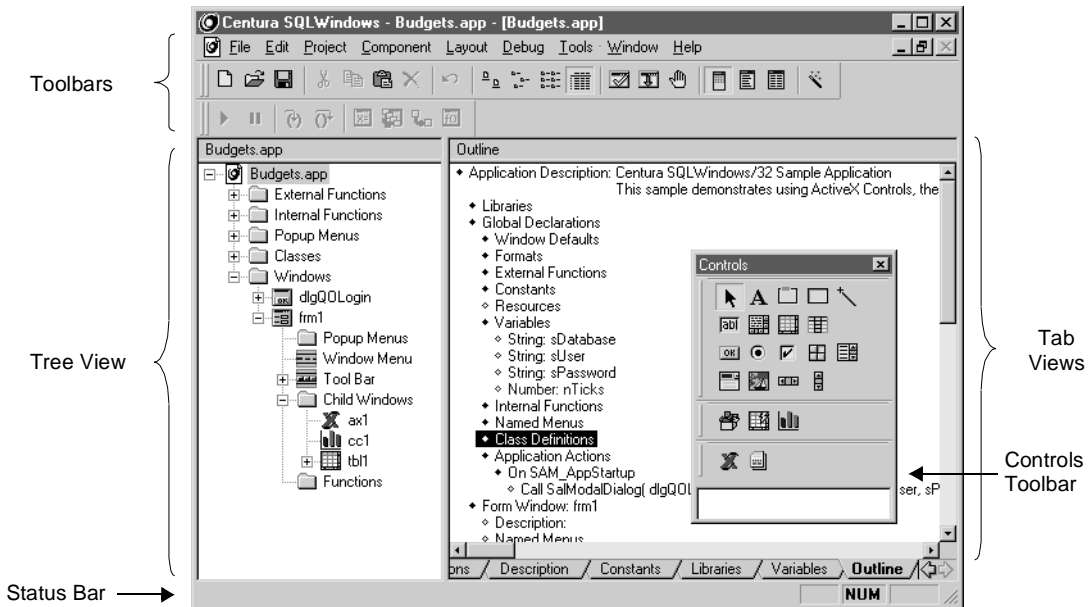 Centura SQLWindows - Budgets.app - [Budgets.app]
File Edit Project Component Layout Debug Tools Window Help
Toolbars
Budgets.app
Budgets.app
External Functions
Internal Functions
Popup Menus
Classes
Windows
dlgQOLogin
frm1
Popup Menus
Window Menu
Tool Bar
Child Windows
ax1
cc1
tbl1
Functions
Tree View
Outline
Application Description: Centura SQLWindows/32 Sample Application
This sample demonstrates using ActiveX Controls, the
Libraries
Global Declarations
Window Defaults
Formats
External Functions
Constants
Resources
Variables
String: sDatabase
String: sUser
String: sPassword
Number: nTicks
Internal Functions
Named Menus
Class Definitions
Application Actions
On SAM_AppStartup
Call SalModalDialog( dlgQOL ser, sP
Form Window: frm1
Description:
Named Menus
Controls
A
abl
OK
Tab
Views
Controls
Toolbar
ons Description Constants Libraries Variables Outline
Status Bar
NUM